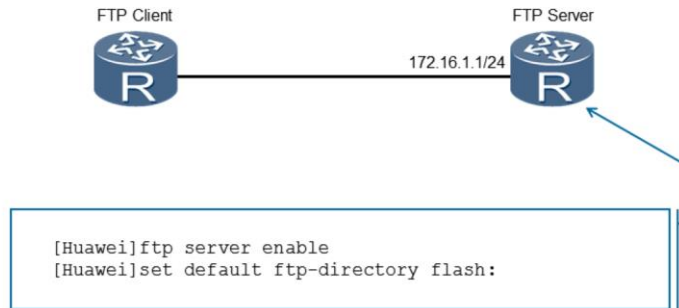 FTP Client
FTP Server
172.16.1.1/24
R
R
[Huawei]ftp server enable
[Huawei]set default ftp-directory flash: